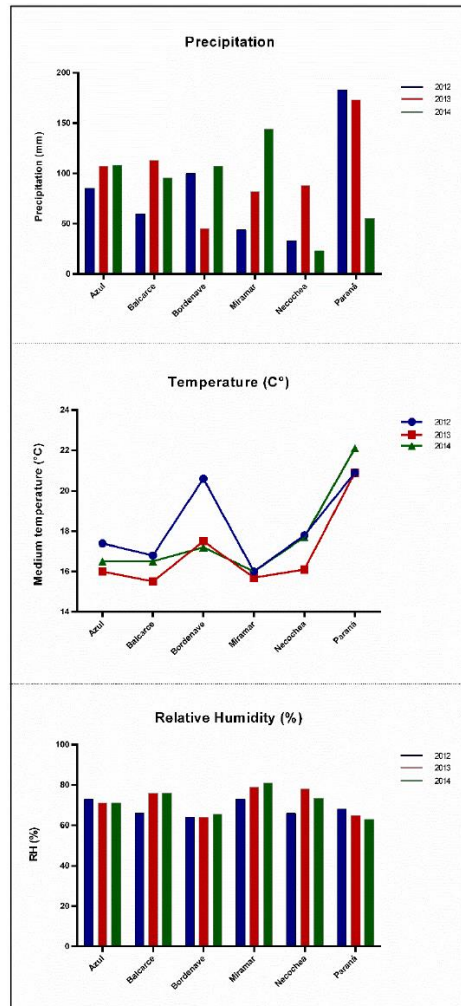 Precipitation
Precipitation (mm)
200
150
100
50
0
Azul
Balcarce
Bordenave
Miramar
Necochea
Paraná
2012
2013
2014
Temperature (C°)
Medium temperature (°C)
24
22
20
18
16
14
Azul
Balcarce
Bordenave
Miramar
Necochea
Paraná
2012
2013
2014
Relative Humidity (%)
RH (%)
100
80
60
40
20
0
Azul
Balcarce
Bordenave
Miramar
Necochea
Paraná
2012
2013
2014